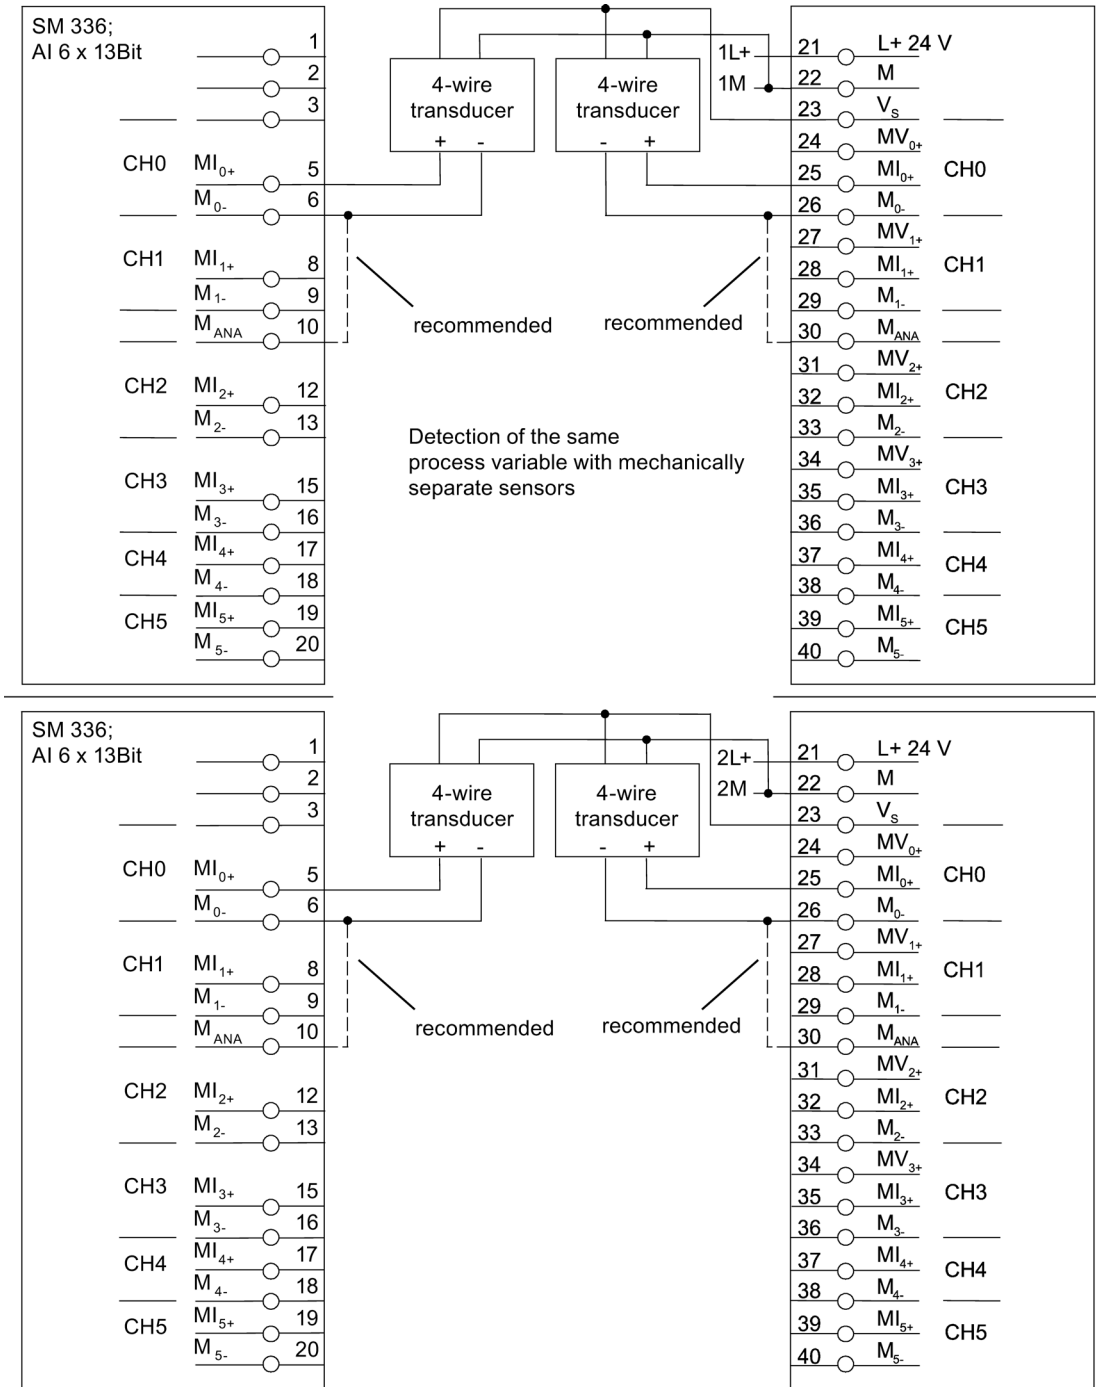 SM 336;
AI 6 x 13Bit
1
2
3
CH0
MI0+
5
M0-
6
CH1
MI1+
8
M1-
9
MANA
10
CH2
MI2+
12
M2-
13
CH3
MI3+
15
M3-
16
CH4
MI4+
17
M4-
18
CH5
MI5+
19
M5-
20
4-wire
transducer
+ -
4-wire
transducer
- +
recommended
recommended
Detection of the same
process variable with mechanically
separate sensors
1L+
1M
21 L+ 24 V
22 M
23 Vs
24 MV0+
25 MI0+ CH0
26 M0-
27 MV1+
28 MI1+ CH1
29 M1-
30 MANA
31 MV2+
32 MI2+ CH2
33 M2-
34 MV3+
35 MI3+ CH3
36 M3-
37 MI4+ CH4
38 M4-
39 MI5+ CH5
40 M5-
SM 336;
AI 6 x 13Bit
1
2
3
CH0
MI0+
5
M0-
6
CH1
MI1+
8
M1-
9
MANA
10
CH2
MI2+
12
M2-
13
CH3
MI3+
15
M3-
16
CH4
MI4+
17
M4-
18
CH5
MI5+
19
M5-
20
4-wire
transducer
+ -
4-wire
transducer
- +
recommended
recommended
2L+
2M
21 L+ 24 V
22 M
23 Vs
24 MV0+
25 MI0+ CH0
26 M0-
27 MV1+
28 MI1+ CH1
29 M1-
30 MANA
31 MV2+
32 MI2+ CH2
33 M2-
34 MV3+
35 MI3+ CH3
36 M3-
37 MI4+ CH4
38 M4-
39 MI5+ CH5
40 M5-